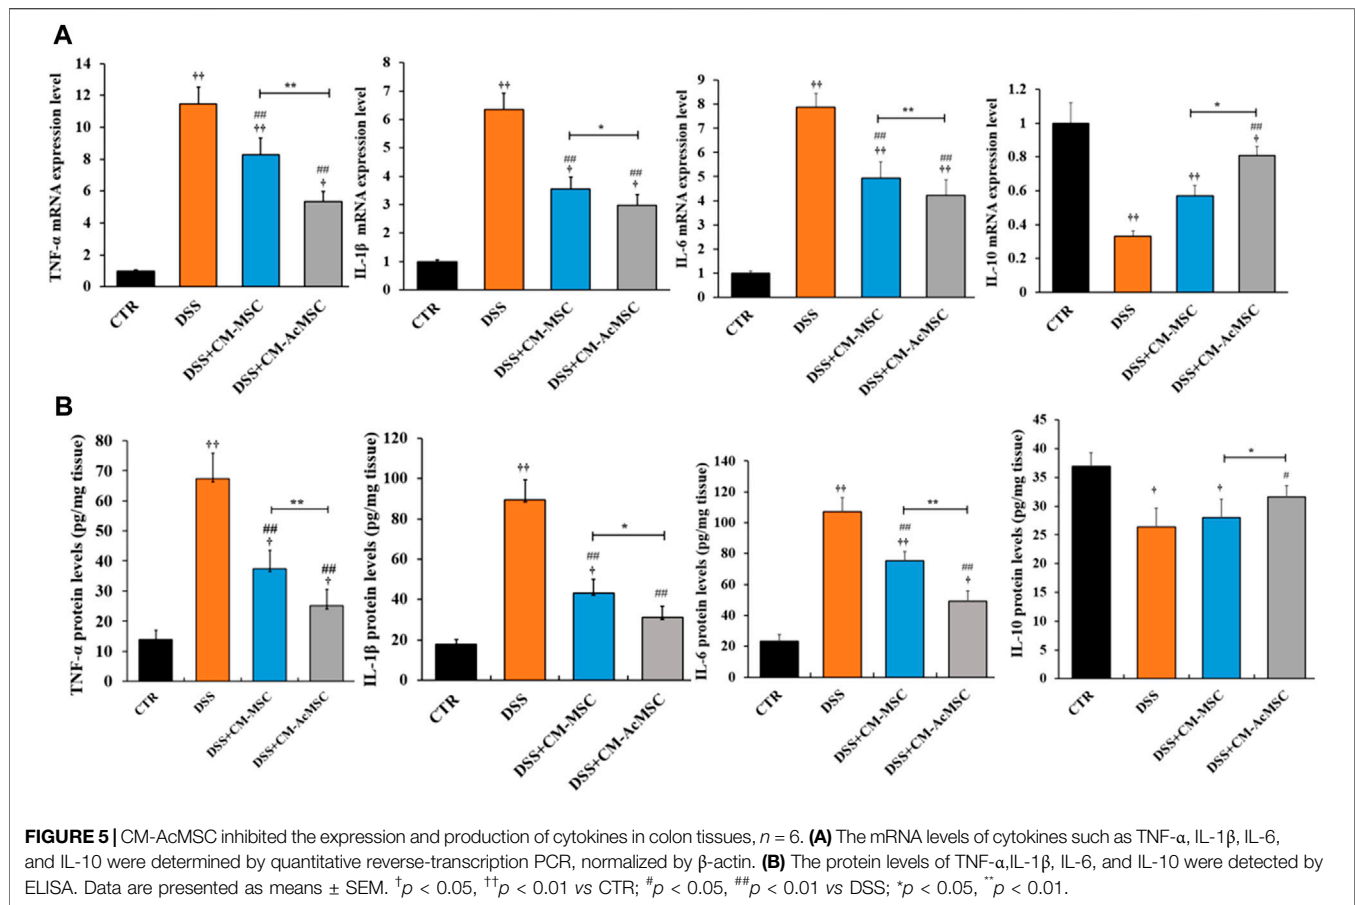 A
TNF-α mRNA expression level
14
12
10
8
6
4
2
0
††
##
††
**
##
†
CTR
DSS
DSS+CM-MSC
DSS+CM-AcMSC
IL-1β mRNA expression level
8
7
6
5
4
3
2
1
0
††
##
†
*
##
†
CTR
DSS
DSS+CM-MSC
DSS+CM-AcMSC
IL-6 mRNA expression level
9
8
7
6
5
4
3
2
1
0
††
##
††
**
##
††
CTR
DSS
DSS+CM-MSC
DSS+CM-AcMSC
IL-10 mRNA expression level
1.2
1
0.8
0.6
0.4
0.2
0
††
††
*
##
†
CTR
DSS
DSS+CM-MSC
DSS+CM-AcMSC
B
TNF-α protein levels (pg/mg tissue)
80
70
60
50
40
30
20
10
0
††
##
†
**
##
†
CTR
DSS
DSS+CM-MSC
DSS+CM-AcMSC
IL-1β protein levels (pg/mg tissue)
120
100
80
60
40
20
0
††
##
†
*
##
CTR
DSS
DSS+CM-MSC
DSS+CM-AcMSC
IL-6 protein levels (pg/mg tissue)
140
120
100
80
60
40
20
0
††
##
††
**
##
†
CTR
DSS
DSS+CM-MSC
DSS+CM-AcMSC
IL-10 protein levels (pg/mg tissue)
45
40
35
30
25
20
15
10
5
0
†
†
*
#
CTR
DSS
DSS+CM-MSC
DSS+CM-AcMSC
FIGURE 5 | CM-AcMSC inhibited the expression and production of cytokines in colon tissues, n = 6. (A) The mRNA levels of cytokines such as TNF-α, IL-1β, IL-6,
and IL-10 were determined by quantitative reverse-transcription PCR, normalized by β-actin. (B) The protein levels of TNF-α,IL-1β, IL-6, and IL-10 were detected by
ELISA. Data are presented as means ± SEM. †p < 0.05, ††p < 0.01 vs CTR; #p < 0.05, ##p < 0.01 vs DSS; *p < 0.05, **p < 0.01.